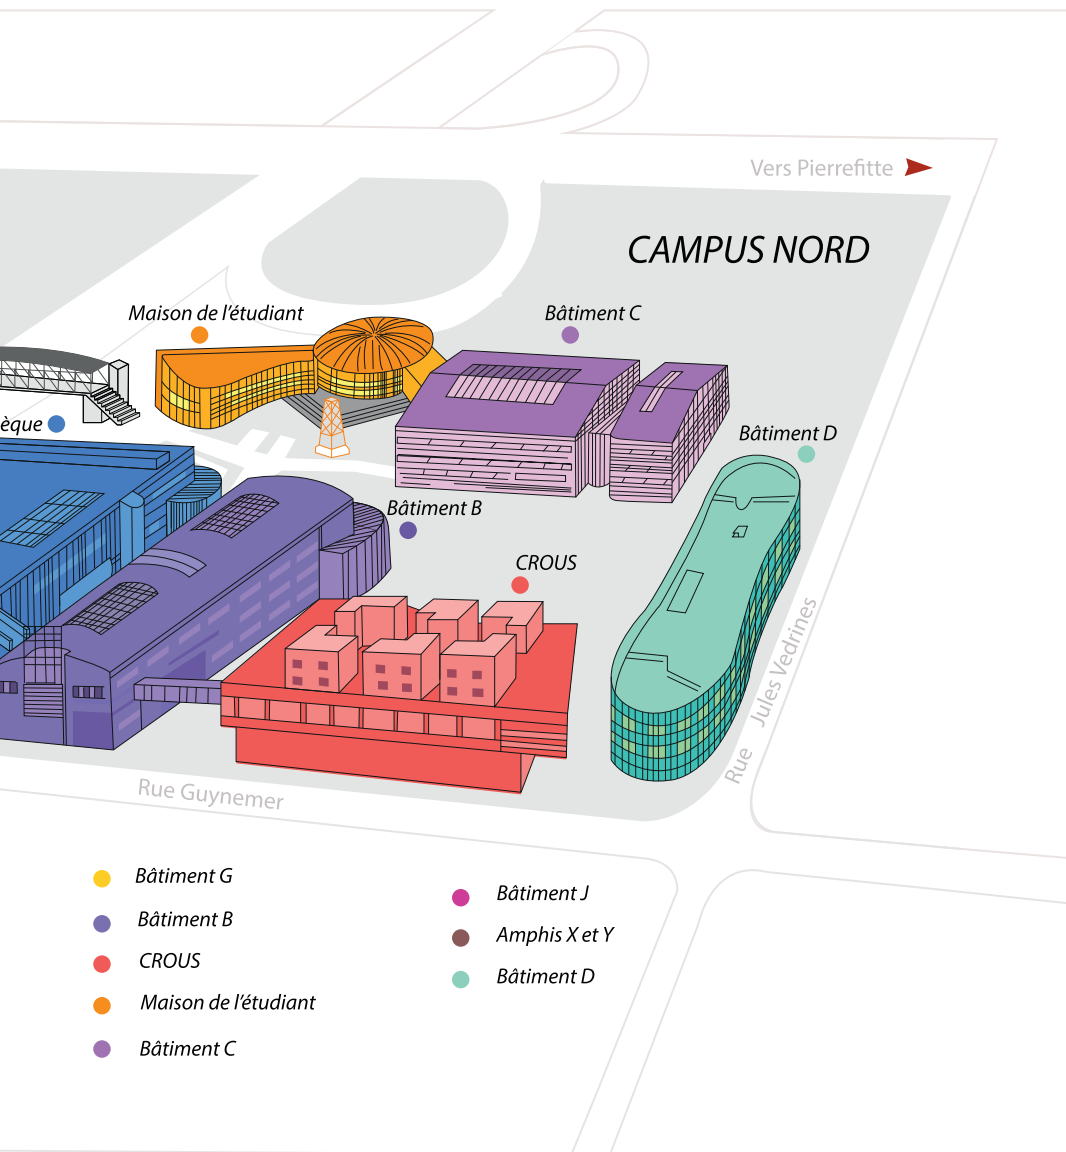 Vers Pierrefitte
CAMPUS NORD
Maison de l'étudiant
Bâtiment C
èque
Bâtiment D
Bâtiment B
CROUS
Rue Jules Vedrines
Rue Guynemer
Bâtiment G
Bâtiment B
CROUS
Maison de l'étudiant
Bâtiment C
Bâtiment J
Amphis X et Y
Bâtiment D